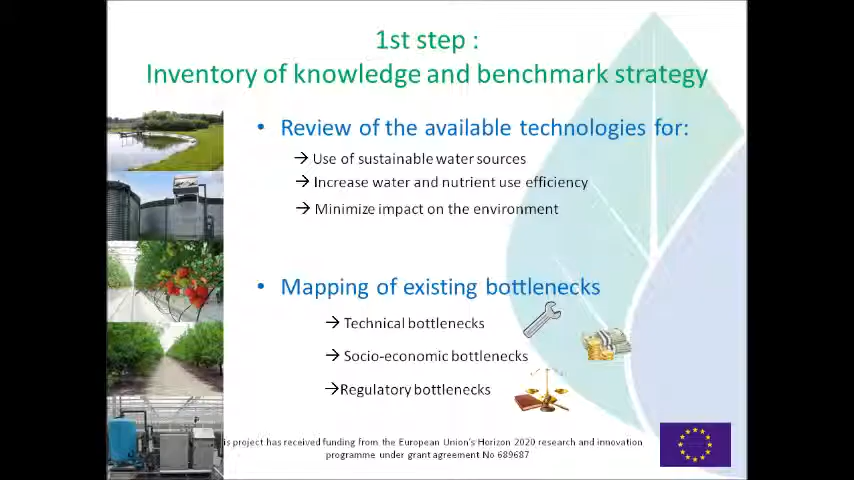 1st step :
Inventory of knowledge and benchmark strategy
• Review of the available technologies for:
→ Use of sustainable water sources
→ Increase water and nutrient use efficiency
→ Minimize impact on the environment
• Mapping of existing bottlenecks
→ Technical bottlenecks
→ Socio-economic bottlenecks
→Regulatory bottlenecks
is project has received funding from the European Union's Horizon 2020 research and innovation
programme under grant agreement No 689687